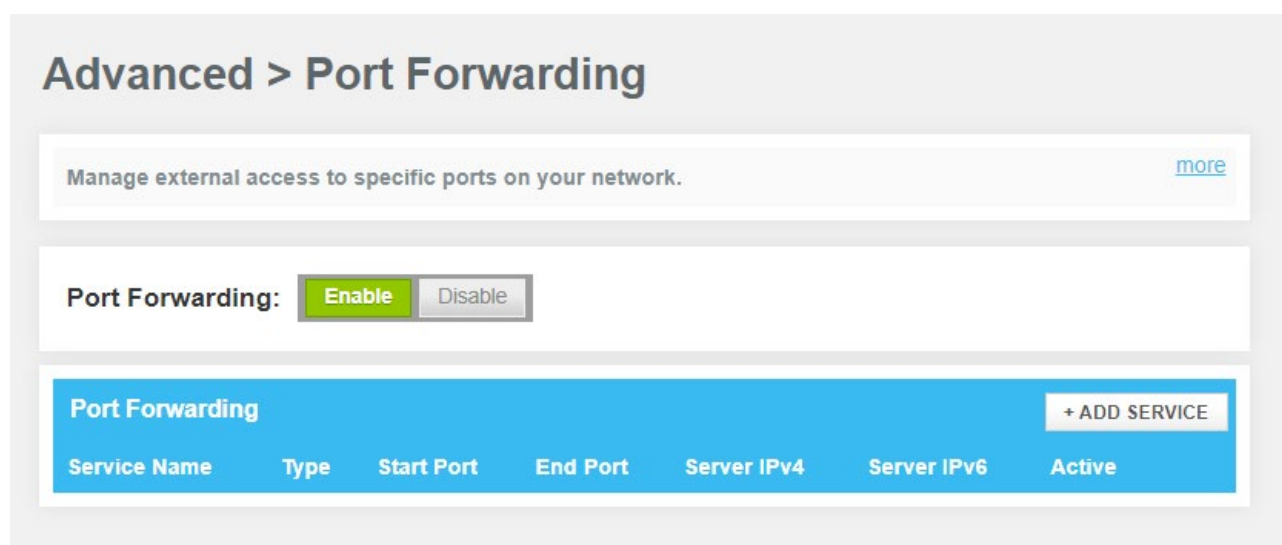 Advanced > Port Forwarding
more
Manage external access to specific ports on your network.
Port Forwarding: Enable Disable
Port Forwarding + ADD SERVICE
Service Name Type Start Port End Port Server IPv4 Server IPv6 Active